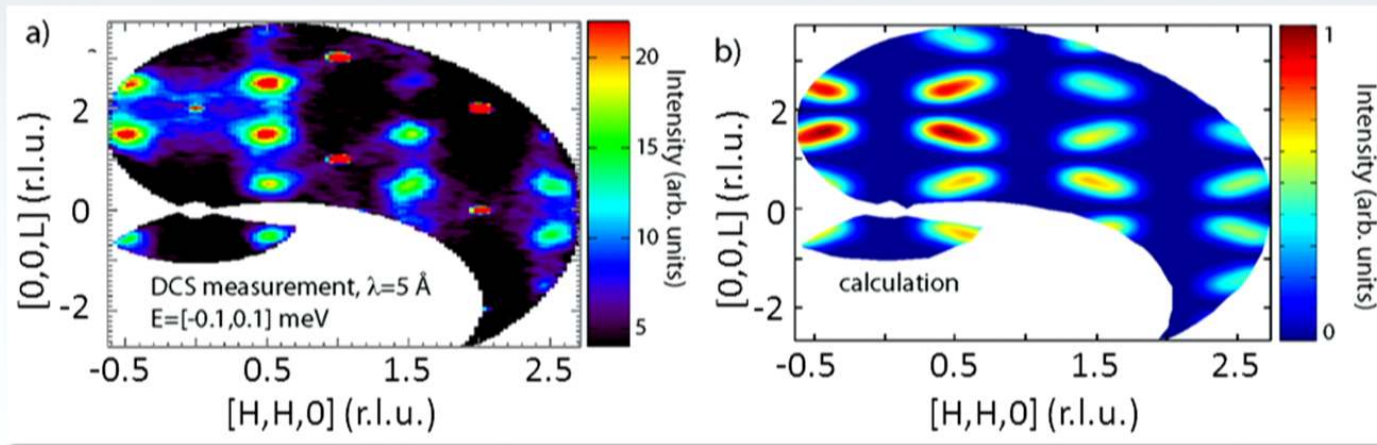 a)
[0,0,L] (r.l.u.)
2
0
-2
DCS measurement, λ=5 Å
E=[-0.1,0.1] meV
-0.5 0.5 1.5 2.5
[H,H,0] (r.l.u.)
20
15
10
5
Intensity (arb. units)
b)
[0,0,L] (r.l.u.)
2
0
-2
calculation
-0.5 0.5 1.5 2.5
[H,H,0] (r.l.u.)
1
0
Intensity (arb. units)